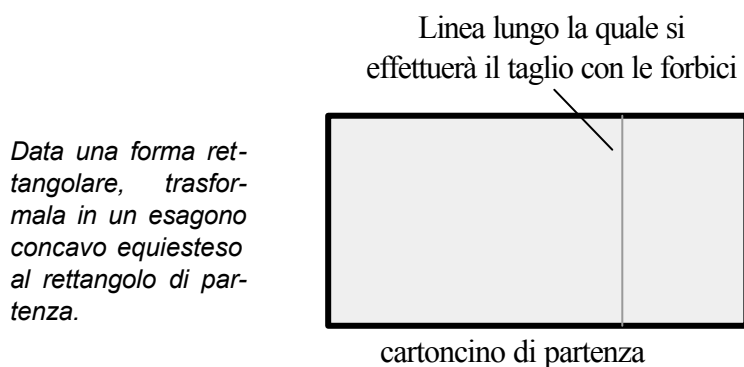 Linea lungo la quale si
effettuerà il taglio con le forbici
Data una forma ret-
tangolare, trasfor-
mala in un esagono
concavo equiesteso
al rettangolo di par-
tenza.
cartoncino di partenza